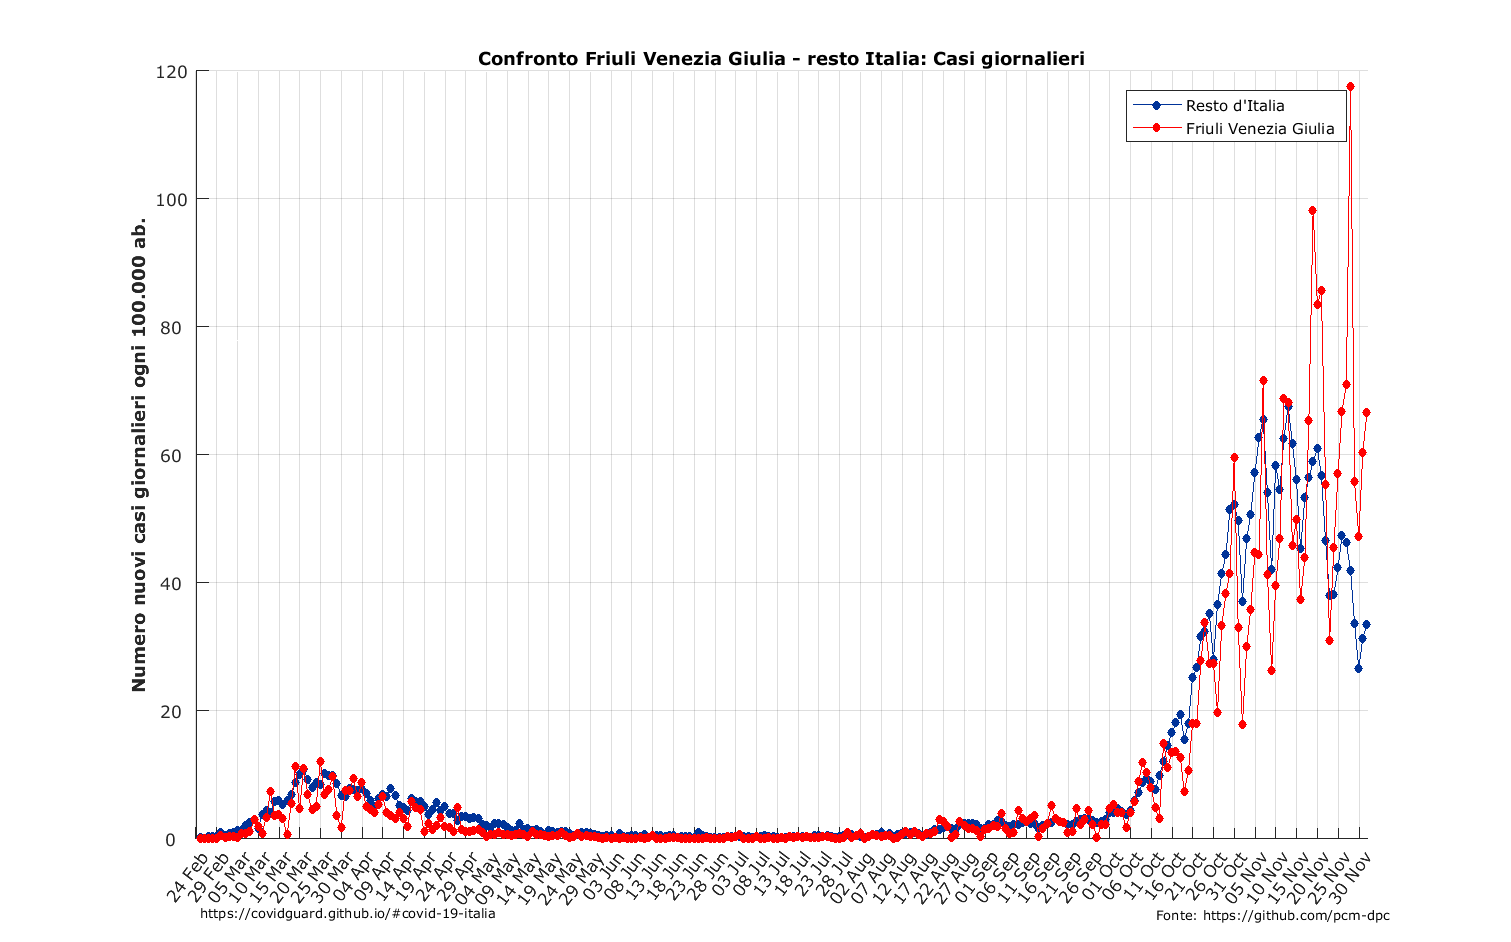 Confronto Friuli Venezia Giulia - resto Italia: Casi giornalieri
Resto d'Italia
Friuli Venezia Giulia
Numero nuovi casi giornalieri ogni 100.000 ab.
120
100
80
60
40
20
0
24 Feb
29 Feb
05 Mar
10 Mar
15 Mar
20 Mar
25 Mar
30 Mar
04 Apr
09 Apr
14 Apr
19 Apr
24 Apr
29 Apr
04 May
09 May
14 May
19 May
24 May
29 May
03 Jun
08 Jun
13 Jun
18 Jun
23 Jun
28 Jun
03 Jul
08 Jul
13 Jul
18 Jul
23 Jul
28 Jul
02 Aug
07 Aug
12 Aug
17 Aug
22 Aug
27 Aug
01 Sep
06 Sep
11 Sep
16 Sep
21 Sep
26 Sep
01 Oct
06 Oct
11 Oct
16 Oct
21 Oct
26 Oct
31 Oct
05 Nov
10 Nov
15 Nov
20 Nov
25 Nov
30 Nov
https://covidguard.github.io/#covid-19-italia
Fonte: https://github.com/pcm-dpc